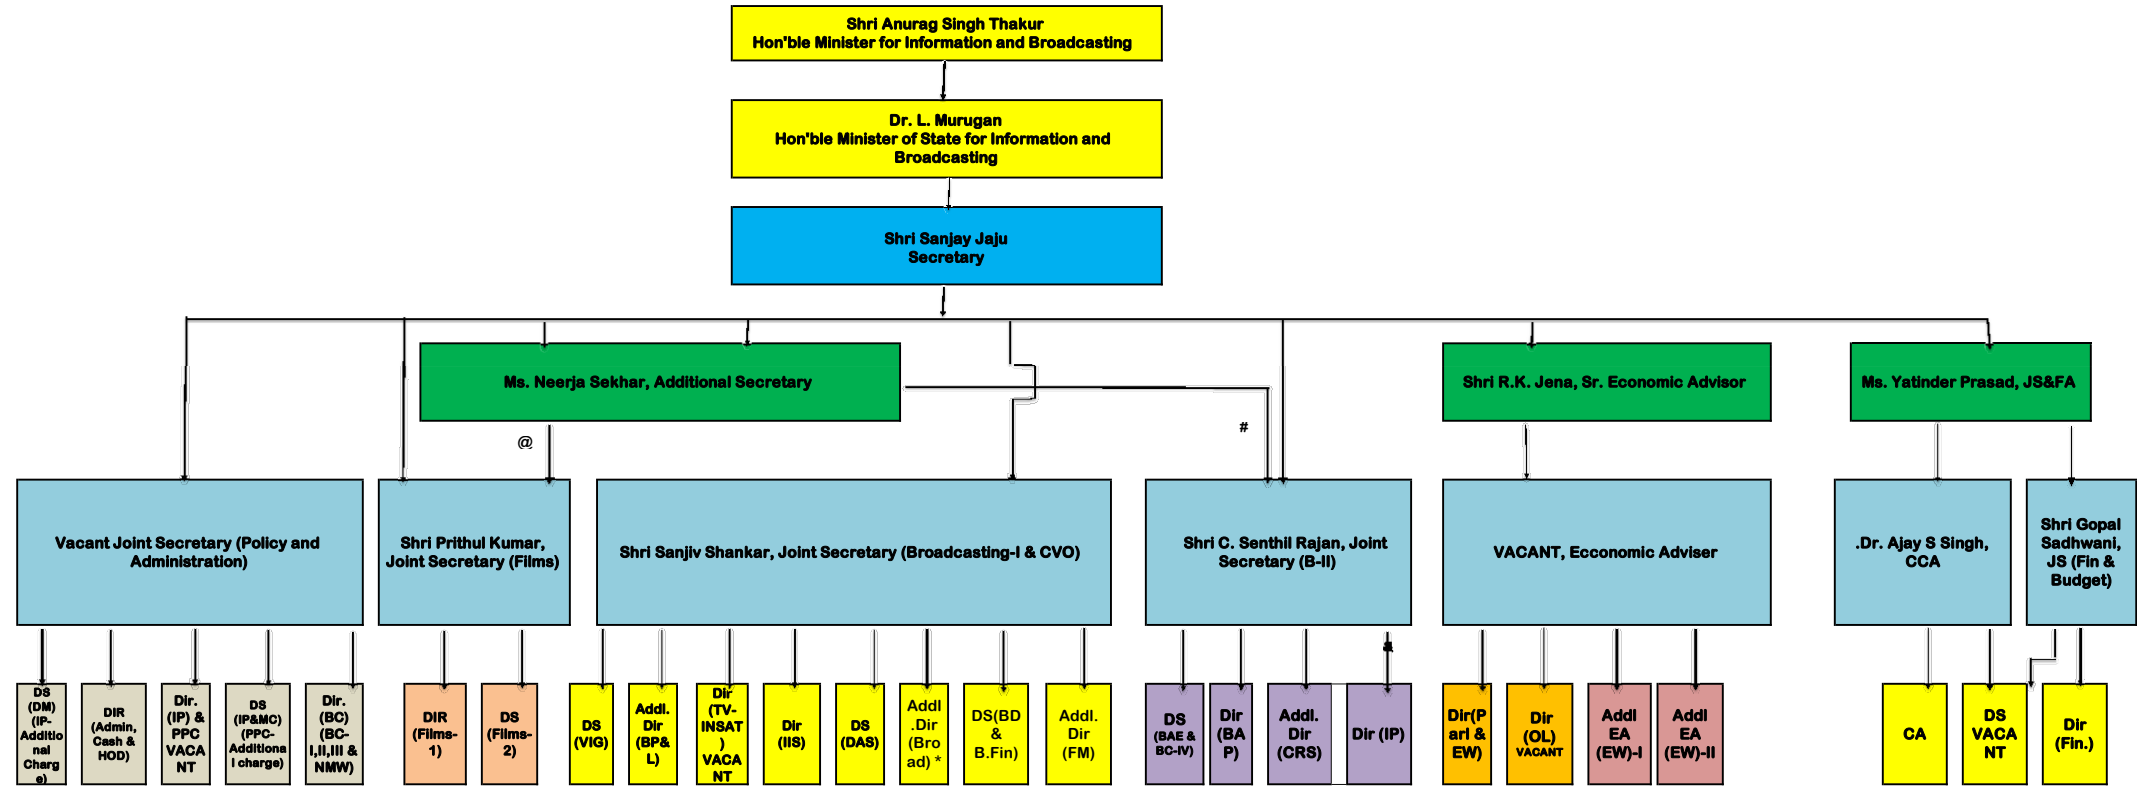 Shri Anurag Singh Thakur
Hon'ble Minister for Information and Broadcasting
Dr. L. Murugan
Hon'ble Minister of State for Information and
Broadcasting
Shri Sanjay Jaju
Secretary
Ms. Neerja Sekhar, Additional Secretary
Shri R.K. Jena, Sr. Economic Advisor
Ms. Yatinder Prasad, JS&FA
@
#
Vacant Joint Secretary (Policy and
Administration)
Shri Prithul Kumar,
Joint Secretary (Films)
Shri Sanjiv Shankar, Joint Secretary (Broadcasting-I & CVO)
Shri C. Senthil Rajan, Joint
Secretary (B-II)
VACANT, Ecconomic Adviser
.Dr. Ajay S Singh,
CCA
Shri Gopal
Sadhwani,
JS (Fin &
Budget)
&
DS
(DM)
(IP-
Additio
nal
Charg
e)
DIR
(Admin,
Cash &
HOD)
Dir.
(IP) &
PPC
VACA
NT
DS
(IP&MC)
(PPC-
Additiona
l charge)
Dir.
(BC)
(BC-
I,II,III &
NMW)
DIR
(Films-
1)
DS
(Films-
2)
DS
(VIG)
Addl.
Dir
(BP&
L)
Dir
(TV-
INSAT
)
VACA
NT
Dir
(IIS)
DS
(DAS)
Addl
.Dir
(Bro
ad) *
DS(BD
&
B.Fin)
Addl.
Dir
(FM)
DS
(BAE &
BC-IV)
Dir
(BA
P)
Addl.
Dir
(CRS)
Dir (IP)
Dir(P
arl &
EW)
Dir
(OL)
VACANT
Addl
EA
(EW)-I
Addl
EA
(EW)-II
CA
DS
VACA
NT
Dir
(Fin.)